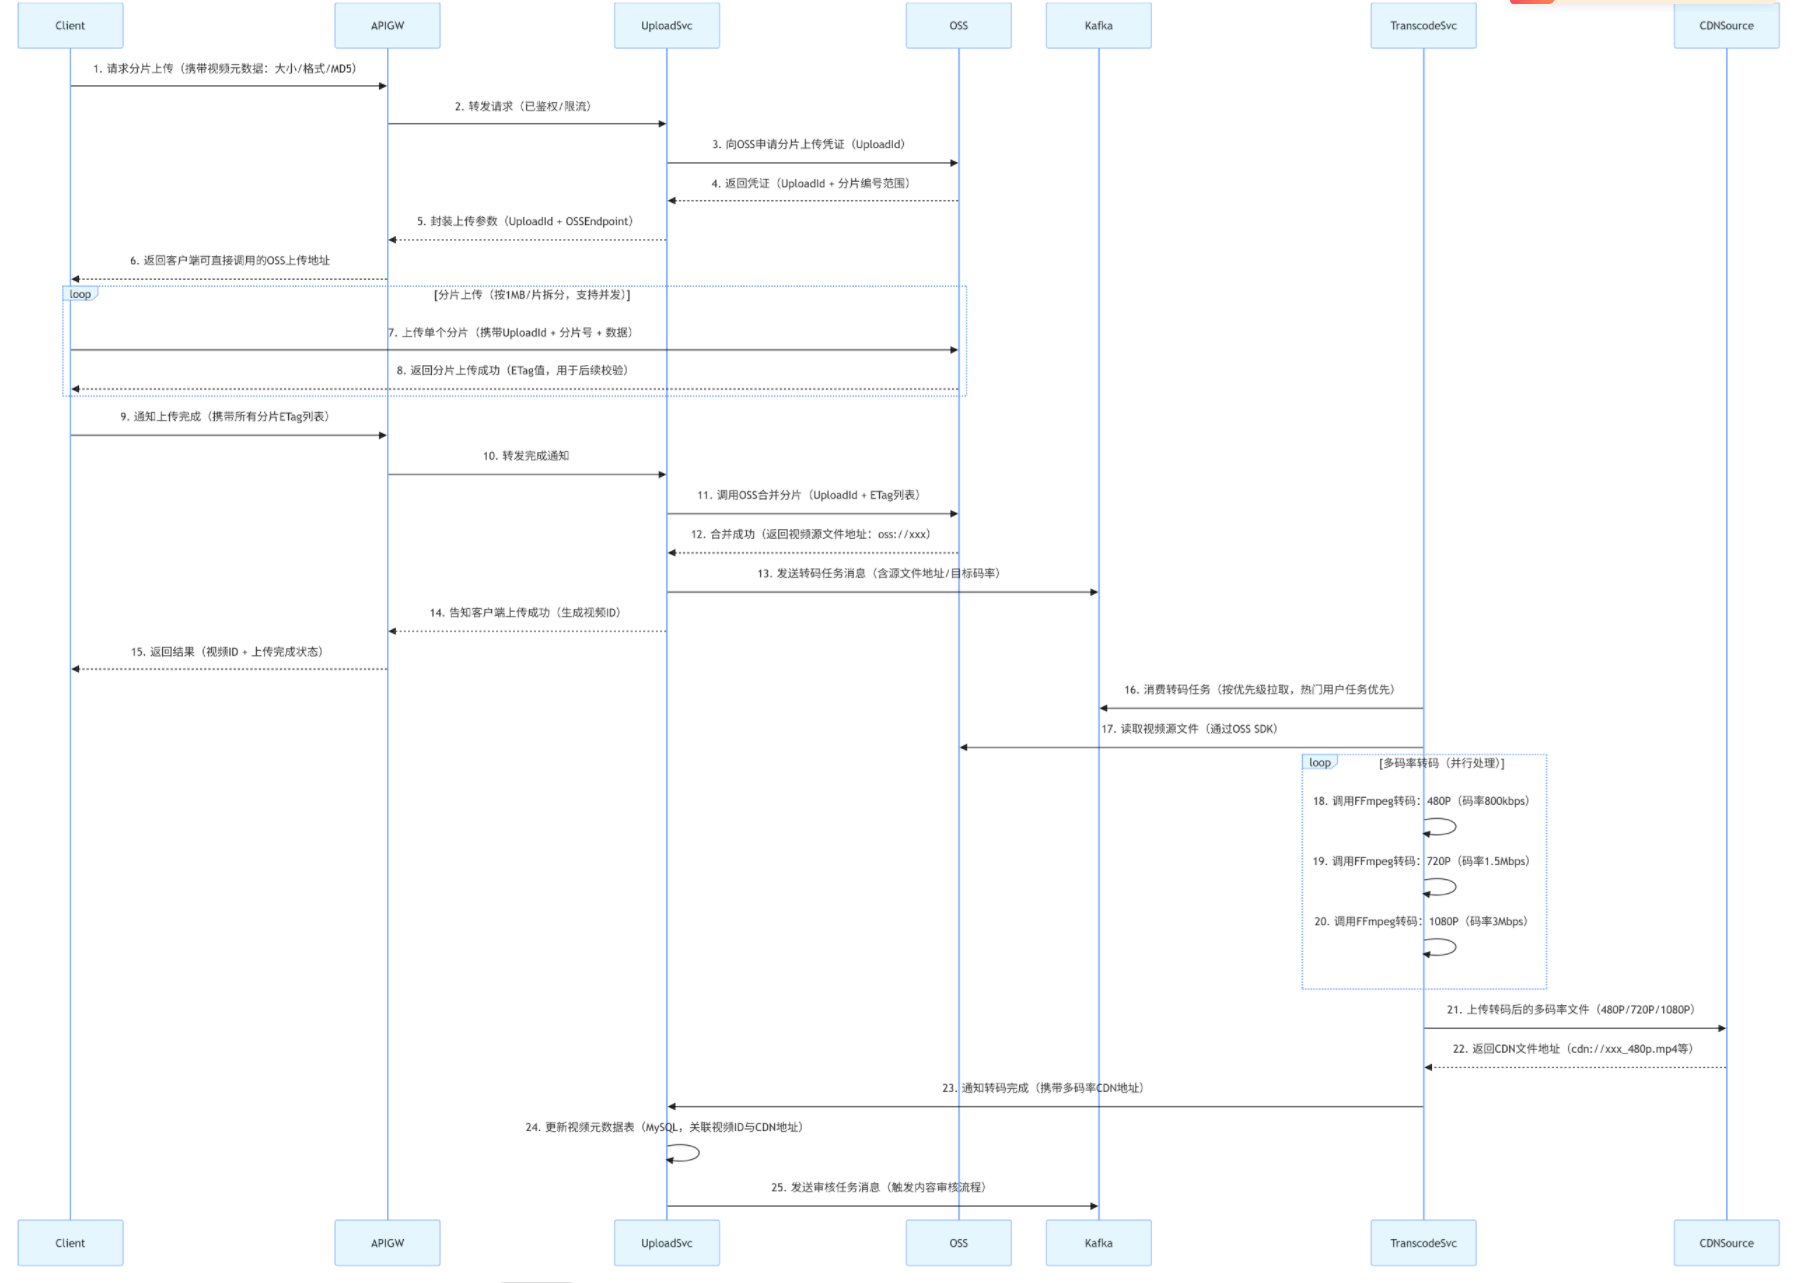 Client
APIGW
UploadSvc
OSS
Kafka
TranscodeSvc
CDNSource
1. 请求分片上传（携带视频元数据：大小/格式/MD5）
2. 转发请求（已鉴权/限流）
3. 向OSS申请分片上传凭证（UploadId）
4. 返回凭证（UploadId + 分片编号范围）
5. 封装上传参数（UploadId + OSSEndpoint）
6. 返回客户端可直接调用的OSS上传地址
loop
[分片上传（按1MB/片拆分，支持并发）]
7. 上传单个分片（携带UploadId + 分片号 + 数据）
8. 返回分片上传成功（ETag值，用于后续校验）
9. 通知上传完成（携带所有分片ETag列表）
10. 转发完成通知
11. 调用OSS合并分片（UploadId + ETag列表）
12. 合并成功（返回视频源文件地址：oss://xxx）
13. 发送转码任务消息（含源文件地址/目标码率）
14. 告知客户端上传成功（生成视频ID）
15. 返回结果（视频ID + 上传完成状态）
16. 消费转码任务（按优先级拉取，热门用户任务优先）
17. 读取视频源文件（通过OSS SDK）
loop
[多码率转码（并行处理）]
18. 调用FFmpeg转码：480P（码率800kbps）
19. 调用FFmpeg转码：720P（码率1.5Mbps）
20. 调用FFmpeg转码：1080P（码率3Mbps）
21. 上传转码后的多码率文件（480P/720P/1080P）
22. 返回CDN文件地址（cdn://xxx_480p.mp4等）
23. 通知转码完成（携带多码率CDN地址）
24. 更新视频元数据表（MySQL，关联视频ID与CDN地址）
25. 发送审核任务消息（触发内容审核流程）
Client
APIGW
UploadSvc
OSS
Kafka
TranscodeSvc
CDNSource